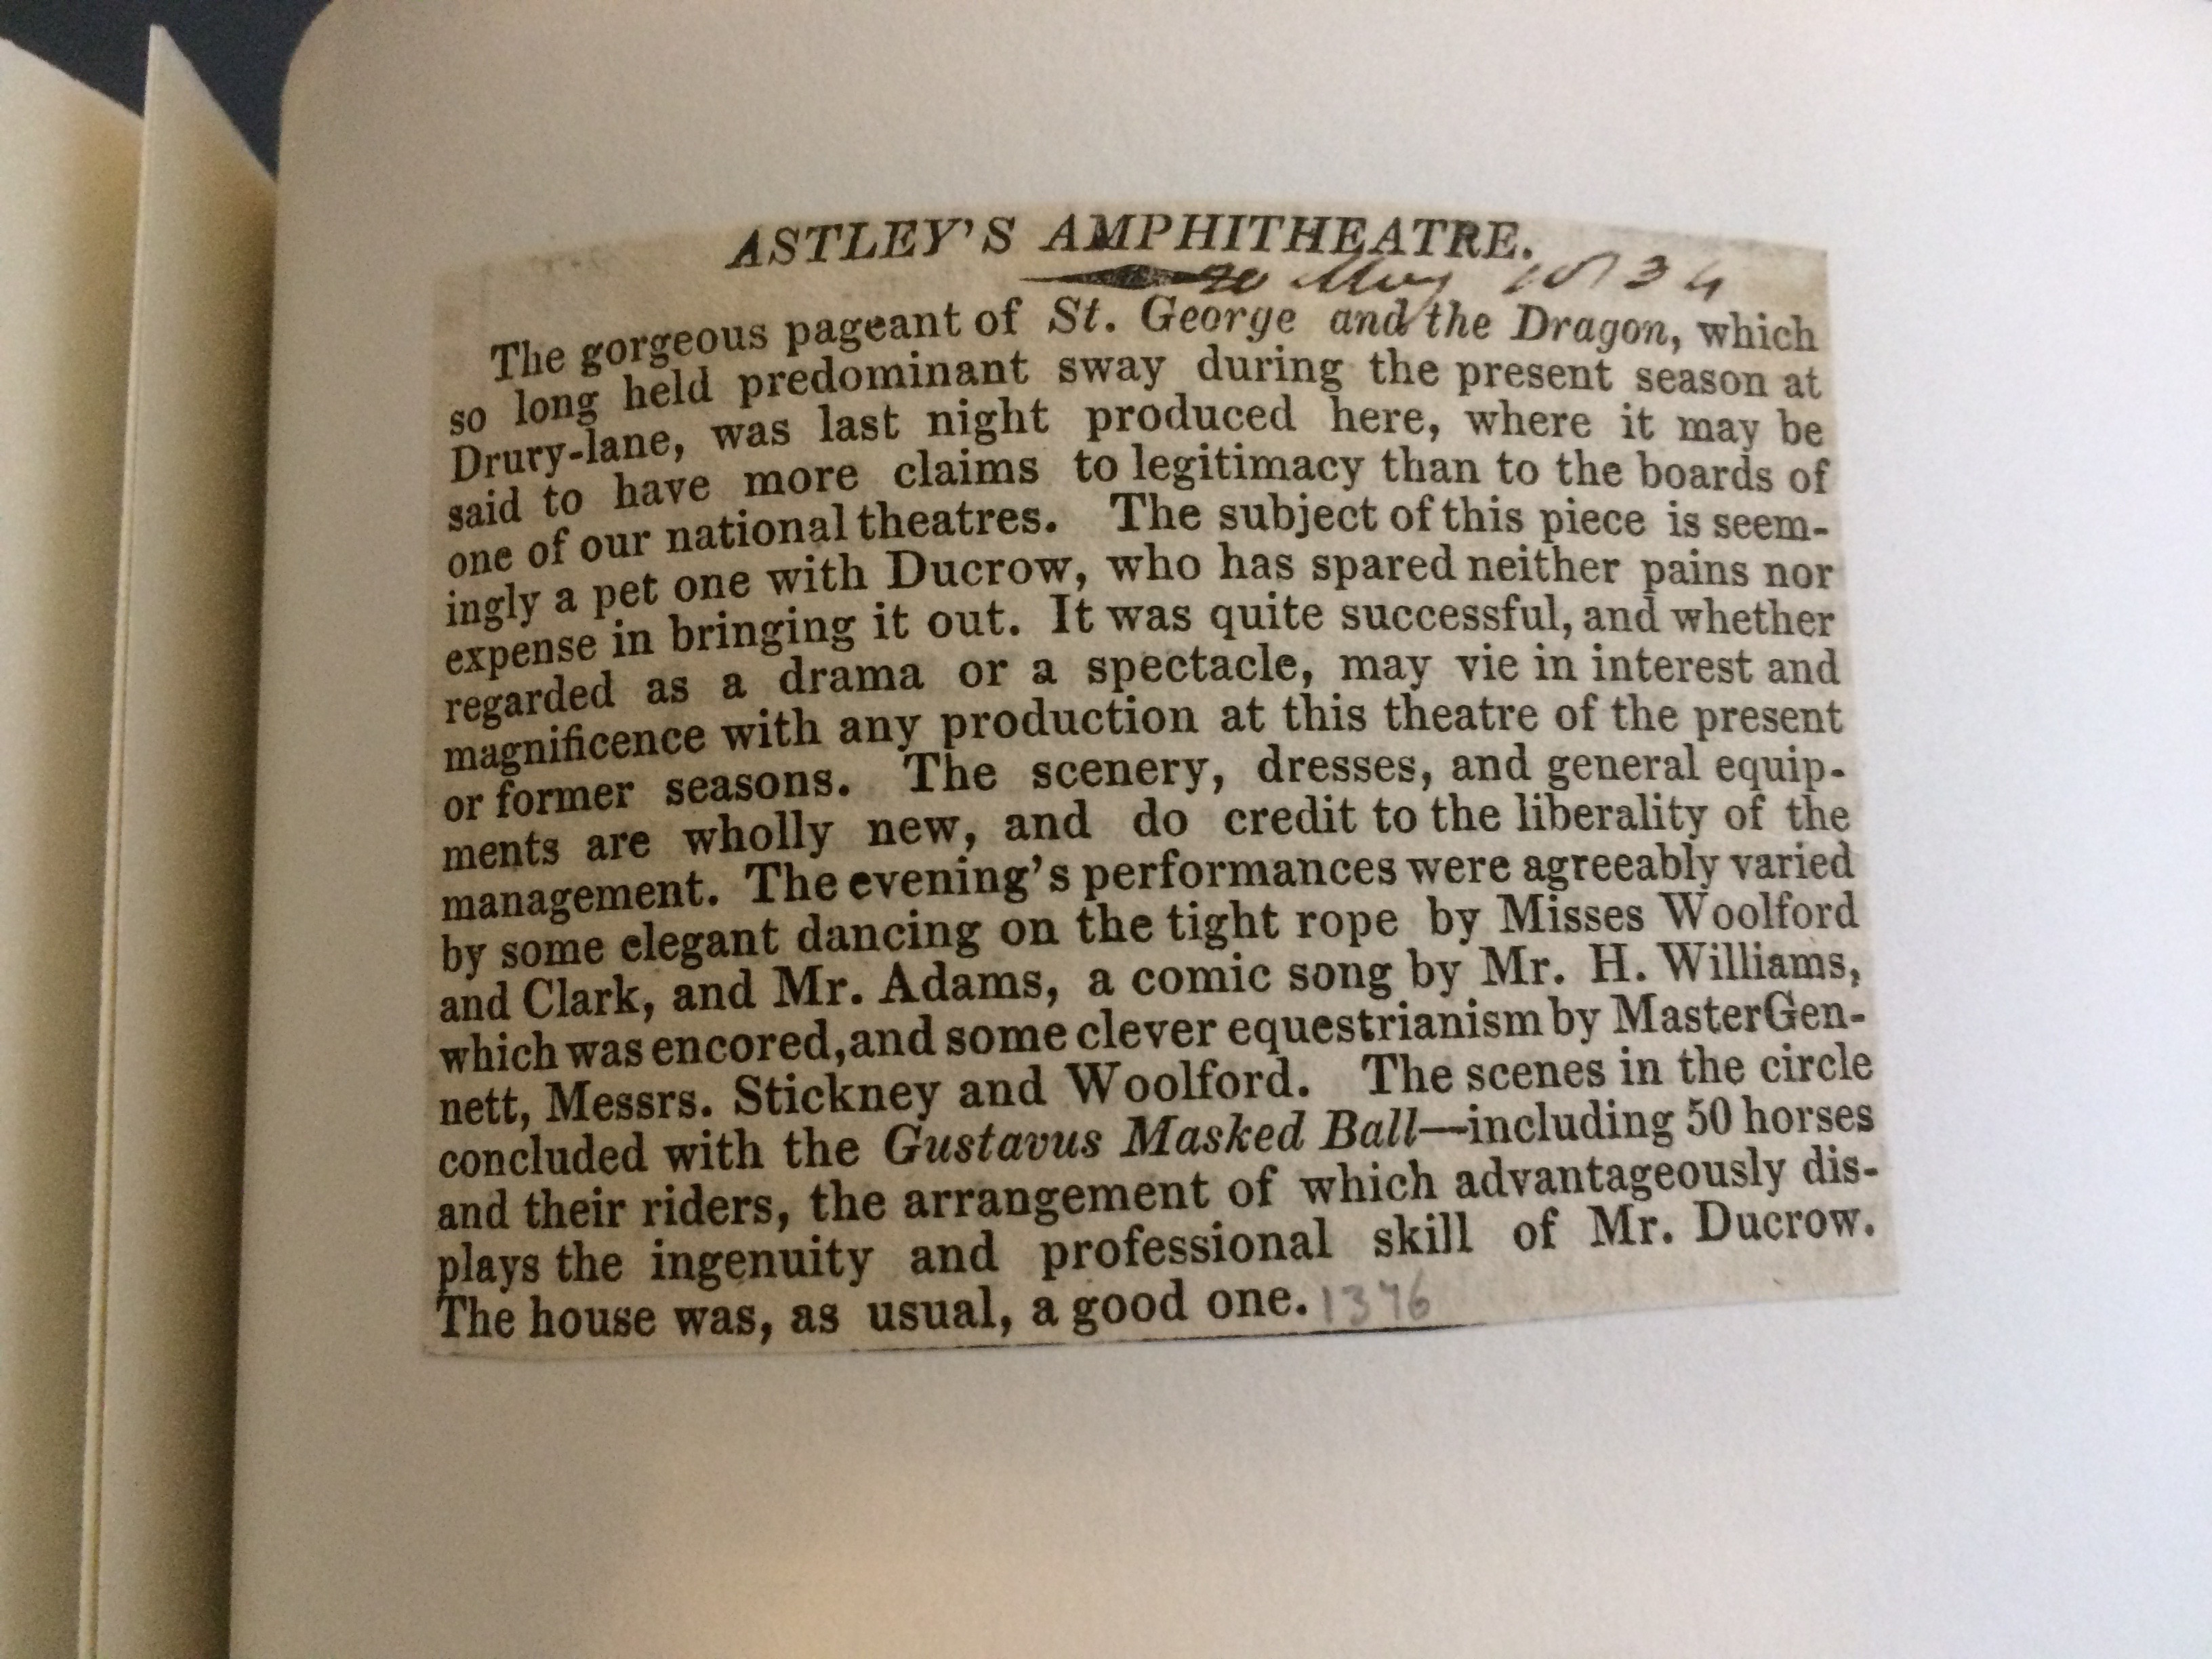 ASTLEY'S AMPHITHEATRE.
20 May 1834
The gorgeous pageant of St. George and the Dragon, which
so long held predominant sway during the present season at
Drury-lane, was last night produced here, where it may be
said to have more claims to legitimacy than to the boards of
one of our national theatres. The subject of this piece is seem-
ingly a pet one with Ducrow, who has spared neither pains nor
expense in bringing it out. It was quite successful, and whether
regarded as a drama or a spectacle, may vie in interest and
magnificence with any production at this theatre of the present
or former seasons. The scenery, dresses, and general equip-
ments are wholly new, and do credit to the liberality of the
management. The evening's performances were agreeably varied
by some elegant dancing on the tight rope by Misses Woolford
and Clark, and Mr. Adams, a comic song by Mr. H. Williams,
which was encored, and some clever equestrianism by Master Gen-
nett, Messrs. Stickney and Woolford. The scenes in the circle
concluded with the Gustavus Masked Ball—including 50 horses
and their riders, the arrangement of which advantageously dis-
plays the ingenuity and professional skill of Mr. Ducrow.
The house was, as usual, a good one. 1376